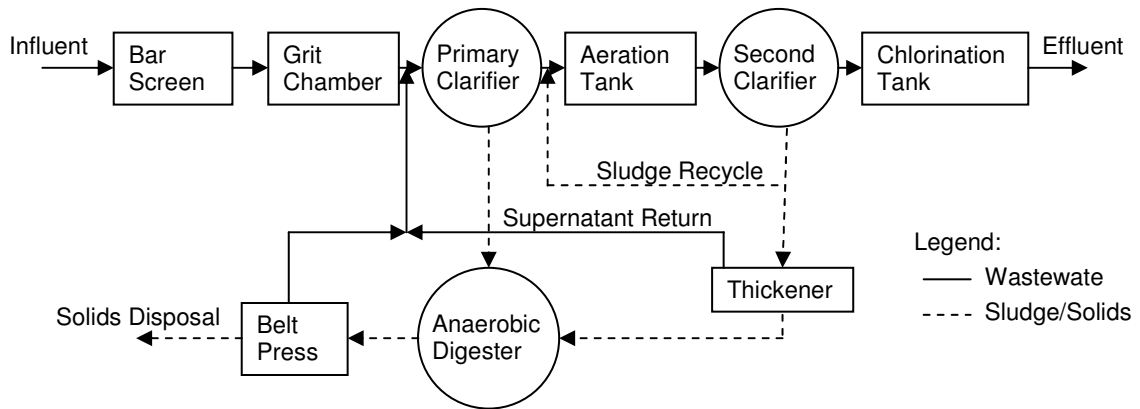 Influent
Bar
Screen
Grit
Chamber
Primary
Clarifier
Aeration
Tank
Second
Clarifier
Chlorination
Tank
Effluent
Sludge Recycle
Supernatant Return
Thickener
Legend:
Wastewate
Sludge/Solids
Solids Disposal
Belt
Press
Anaerobic
Digester